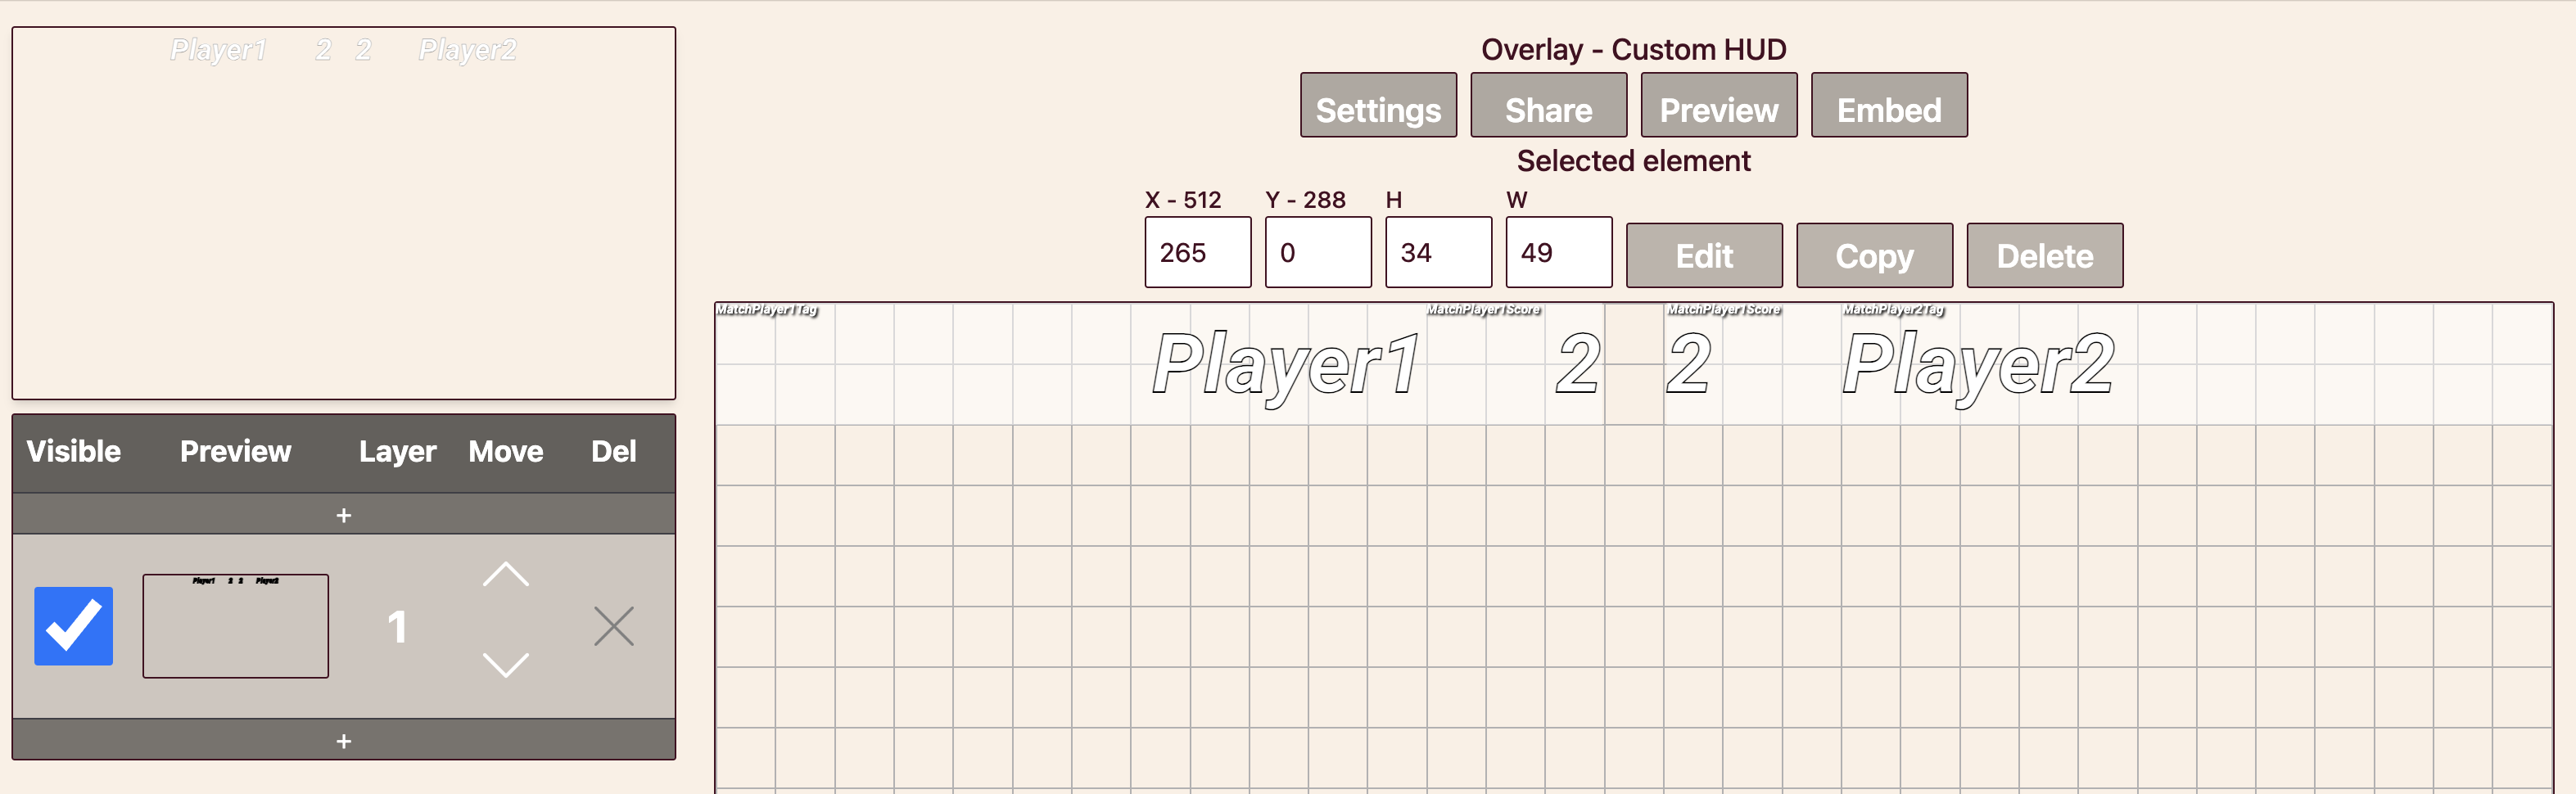 Player1 2 2 Player2
Overlay - Custom HUD
Settings Share Preview Embed
Selected element
X - 512 Y - 288 H W
265 0 34 49 Edit Copy Delete
MatchPlayer1Tag MatchPlayer1Score MatchPlayer1Score MatchPlayer2Tag
Player1 2 2 Player2
Visible Preview Layer Move Del
+
Player1 2 2 Player2
1
+